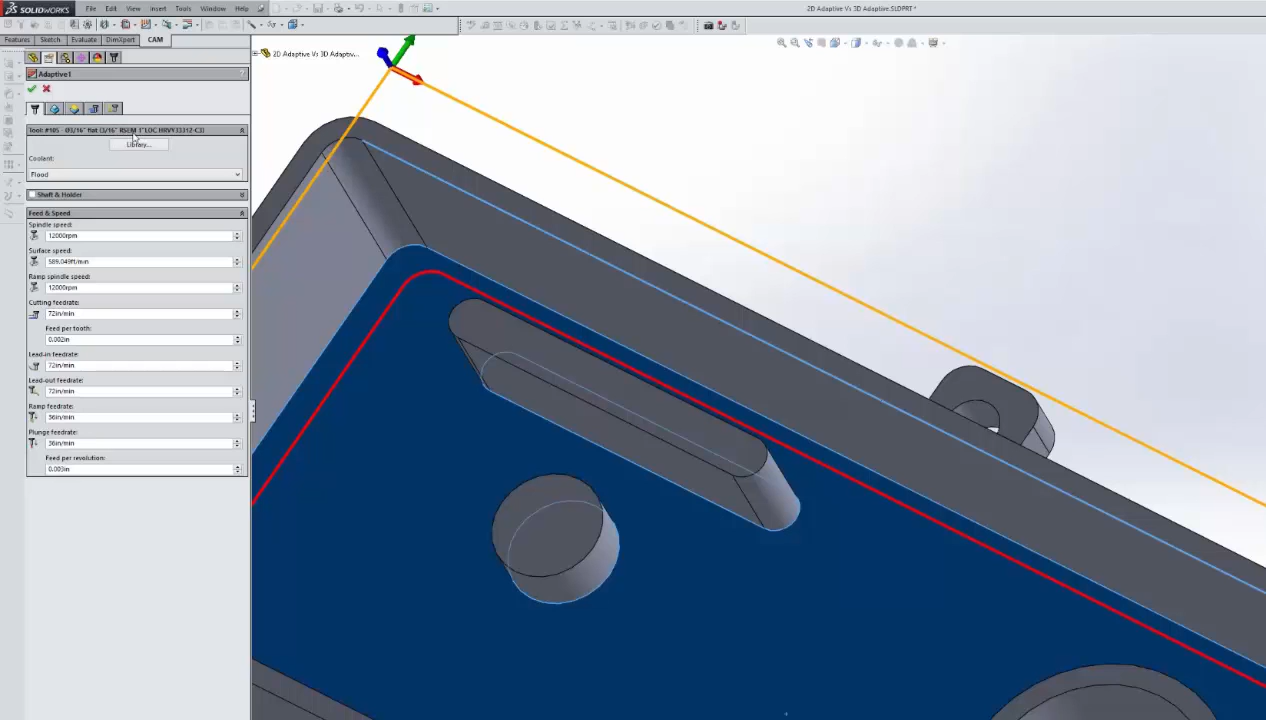 SOLIDWORKS File Edit View Insert Tools Window Help 2D Adaptive Vs 3D Adaptive.SLDPRT *
Features Sketch Evaluate DimXpert CAM
2D Adaptive Vs 3D Adaptiv...
Adaptive1
Library...
Coolant:
Flood
Shaft & Holder
Feed & Speed
Spindle speed:
12000rpm
Surface speed:
589.049ft/min
Ramp spindle speed:
12000rpm
Cutting feedrate:
72in/min
Feed per tooth:
0.002in
Lead-in feedrate:
72in/min
Lead-out feedrate:
72in/min
Ramp feedrate:
36in/min
Plunge feedrate:
36in/min
Feed per revolution:
0.003in